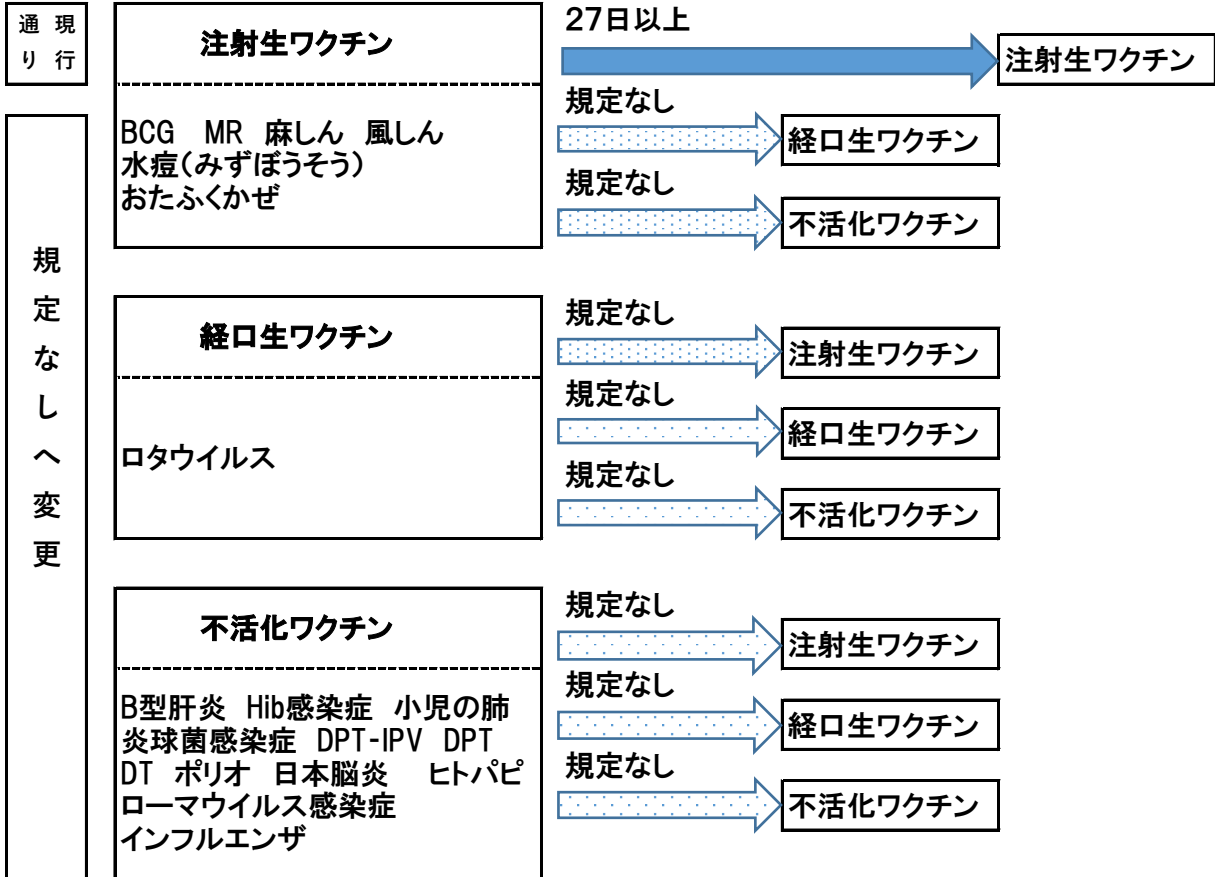 現行通り
注射生ワクチン
27日以上
注射生ワクチン
BCG　MR　麻しん　風しん
水痘(みずぼうそう)
おたふくかぜ
規定なし
経口生ワクチン
規定なし
不活化ワクチン
規定なしへ変更
経口生ワクチン
ロタウイルス
規定なし
注射生ワクチン
規定なし
経口生ワクチン
規定なし
不活化ワクチン
不活化ワクチン
B型肝炎　Hib感染症　小児の肺
炎球菌感染症　DPT-IPV　DPT
DT　ポリオ　日本脳炎　　ヒトパピ
ローマウイルス感染症
インフルエンザ
規定なし
注射生ワクチン
規定なし
経口生ワクチン
規定なし
不活化ワクチン